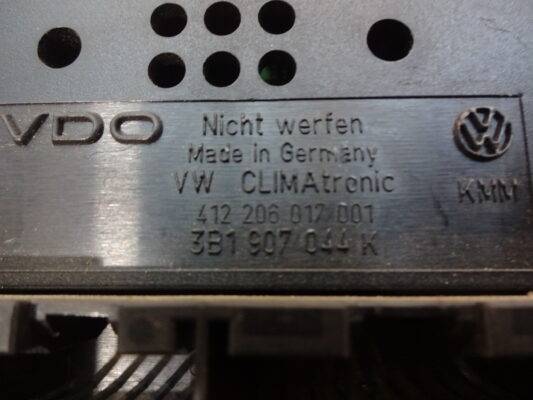 VDO
Nicht werfen
Made in Germany
VW CLIMAtronic
412 206 017/001
3B1 907 044 K
KMM